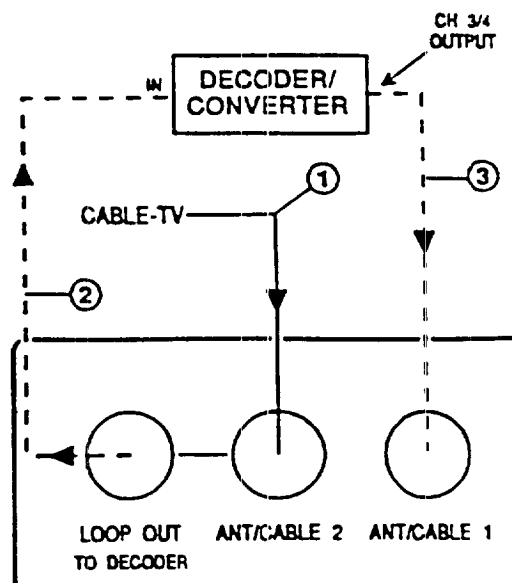 CH 3/4
OUTPUT
IN
DECODER/
CONVERTER
1
3
CABLE-TV
2
LOOP OUT
TO DECODER
ANT/CABLE 2
ANT/CABLE 1